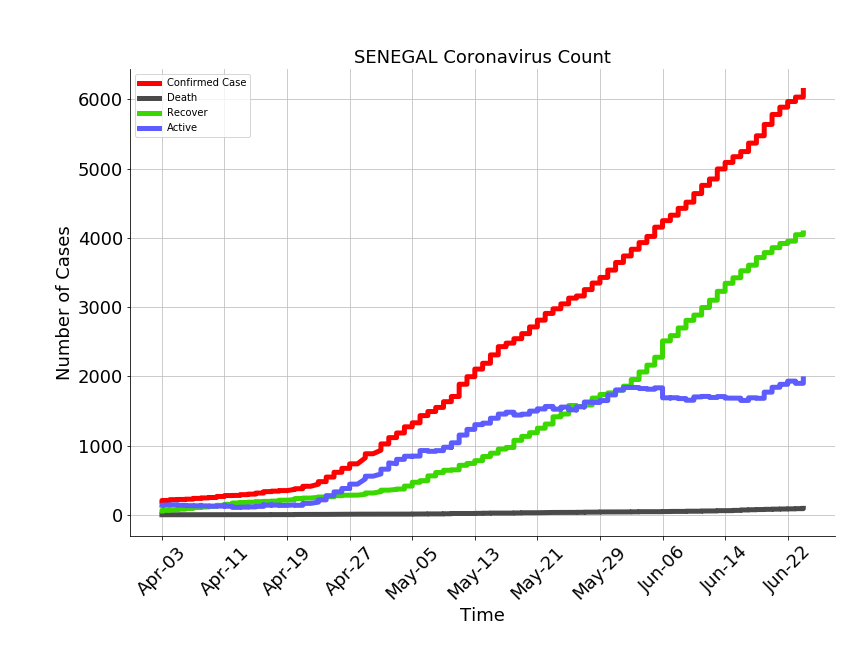 SENEGAL Coronavirus Count
Confirmed Case
Death
Recover
Active
Number of Cases
6000
5000
4000
3000
2000
1000
0
Apr-03
Apr-11
Apr-19
Apr-27
May-05
May-13
May-21
May-29
Jun-06
Jun-14
Jun-22
Time